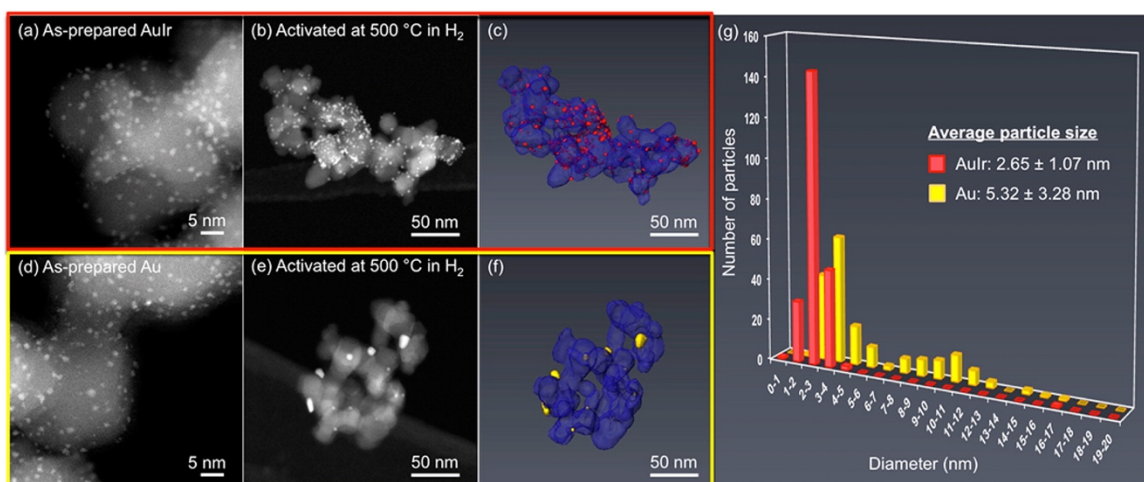 (a) As-prepared AuIr
5 nm
(b) Activated at 500 °C in H₂
50 nm
(c)
50 nm
(d) As-prepared Au
5 nm
(e) Activated at 500 °C in H₂
50 nm
(f)
50 nm
(g)
Number of particles
160
140
120
100
80
60
40
20
0
Average particle size
AuIr: 2.65 ± 1.07 nm
Au: 5.32 ± 3.28 nm
0-1
1-2
2-3
3-4
4-5
5-6
6-7
7-8
8-9
9-10
10-11
11-12
12-13
13-14
14-15
15-16
16-17
17-18
18-19
19-20
Diameter (nm)